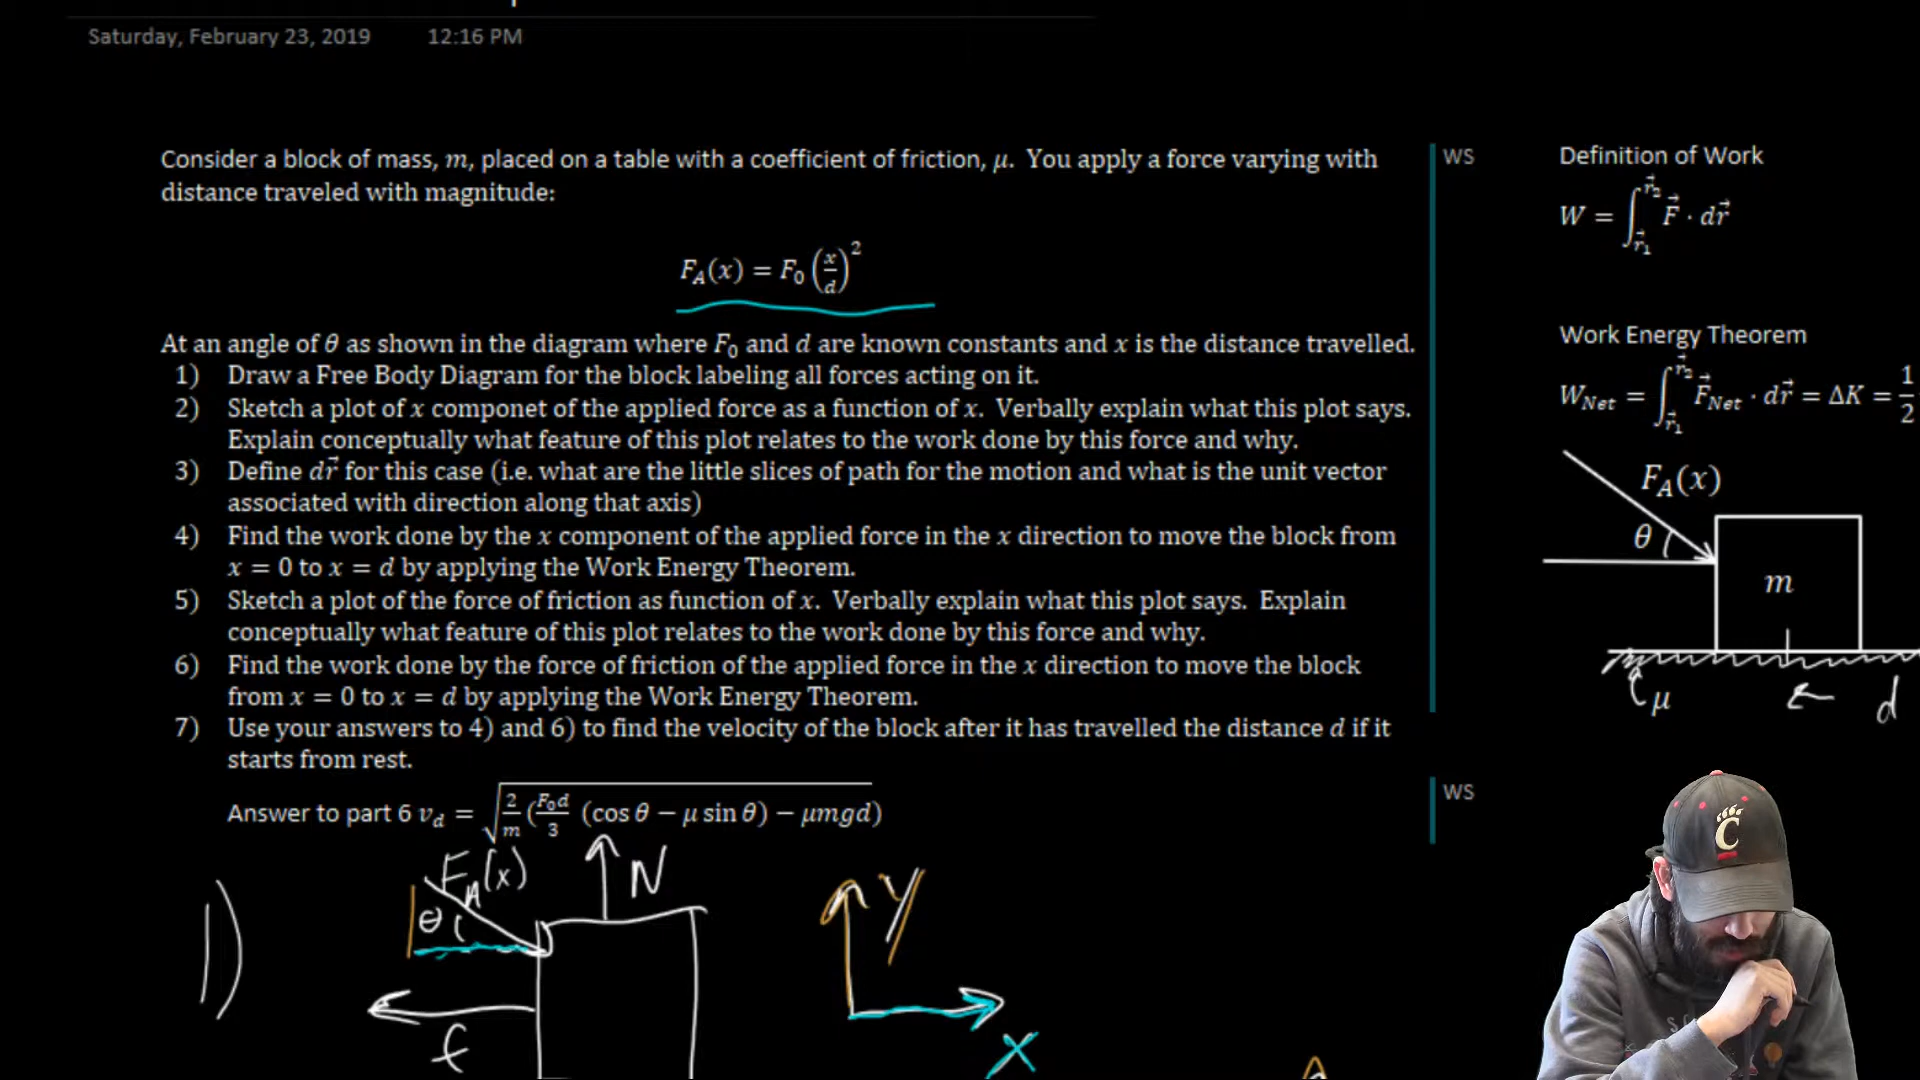 Saturday, February 23, 2019 12:16 PM
Consider a block of mass, m, placed on a table with a coefficient of friction, μ. You apply a force varying with
distance traveled with magnitude:
F_A(x) = F_0 (x/d)^2
At an angle of θ as shown in the diagram where F_0 and d are known constants and x is the distance travelled.
1) Draw a Free Body Diagram for the block labeling all forces acting on it.
2) Sketch a plot of x componet of the applied force as a function of x. Verbally explain what this plot says.
Explain conceptually what feature of this plot relates to the work done by this force and why.
3) Define dr⃗ for this case (i.e. what are the little slices of path for the motion and what is the unit vector
associated with direction along that axis)
4) Find the work done by the x component of the applied force in the x direction to move the block from
x = 0 to x = d by applying the Work Energy Theorem.
5) Sketch a plot of the force of friction as function of x. Verbally explain what this plot says. Explain
conceptually what feature of this plot relates to the work done by this force and why.
6) Find the work done by the force of friction of the applied force in the x direction to move the block
from x = 0 to x = d by applying the Work Energy Theorem.
7) Use your answers to 4) and 6) to find the velocity of the block after it has travelled the distance d if it
starts from rest.
Answer to part 6 v_d = √(2/m (F_0d/3 (cos θ − μ sin θ) − μmgd)
WS
WS
Definition of Work
W = ∫_{r⃗_1}^{r⃗_2} F⃗ · dr⃗
Work Energy Theorem
W_Net = ∫_{r⃗_1}^{r⃗_2} F⃗_Net · dr⃗ = ΔK = 1/2
F_A(x)
θ
m
μ
d
1)
F_A(x)
θ
N
f
y
x
C